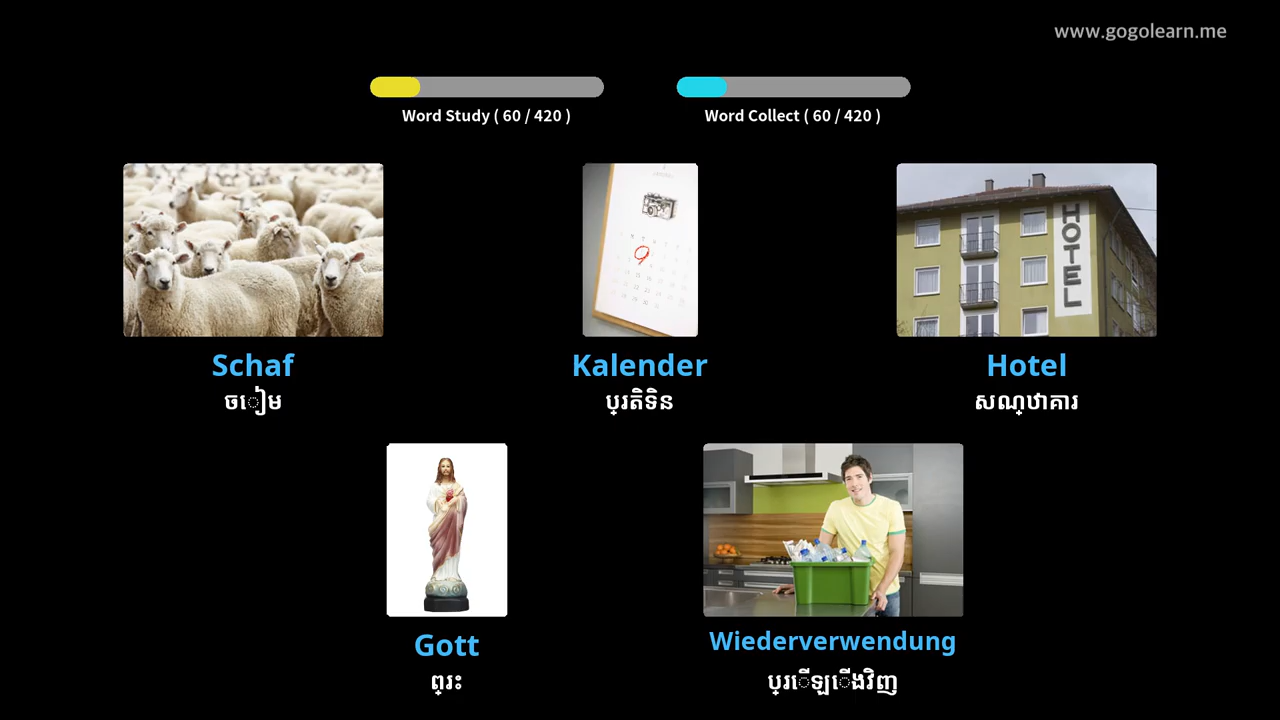 www.gogolearn.me
Word Study ( 60 / 420 )
Word Collect ( 60 / 420 )
Schaf
ចៀម
Kalender
ប្រតិទិន
Hotel
សណ្ឋាគារ
HOTEL
Gott
ព្រះ
Wiederverwendung
ប្រើឡើងវិញ